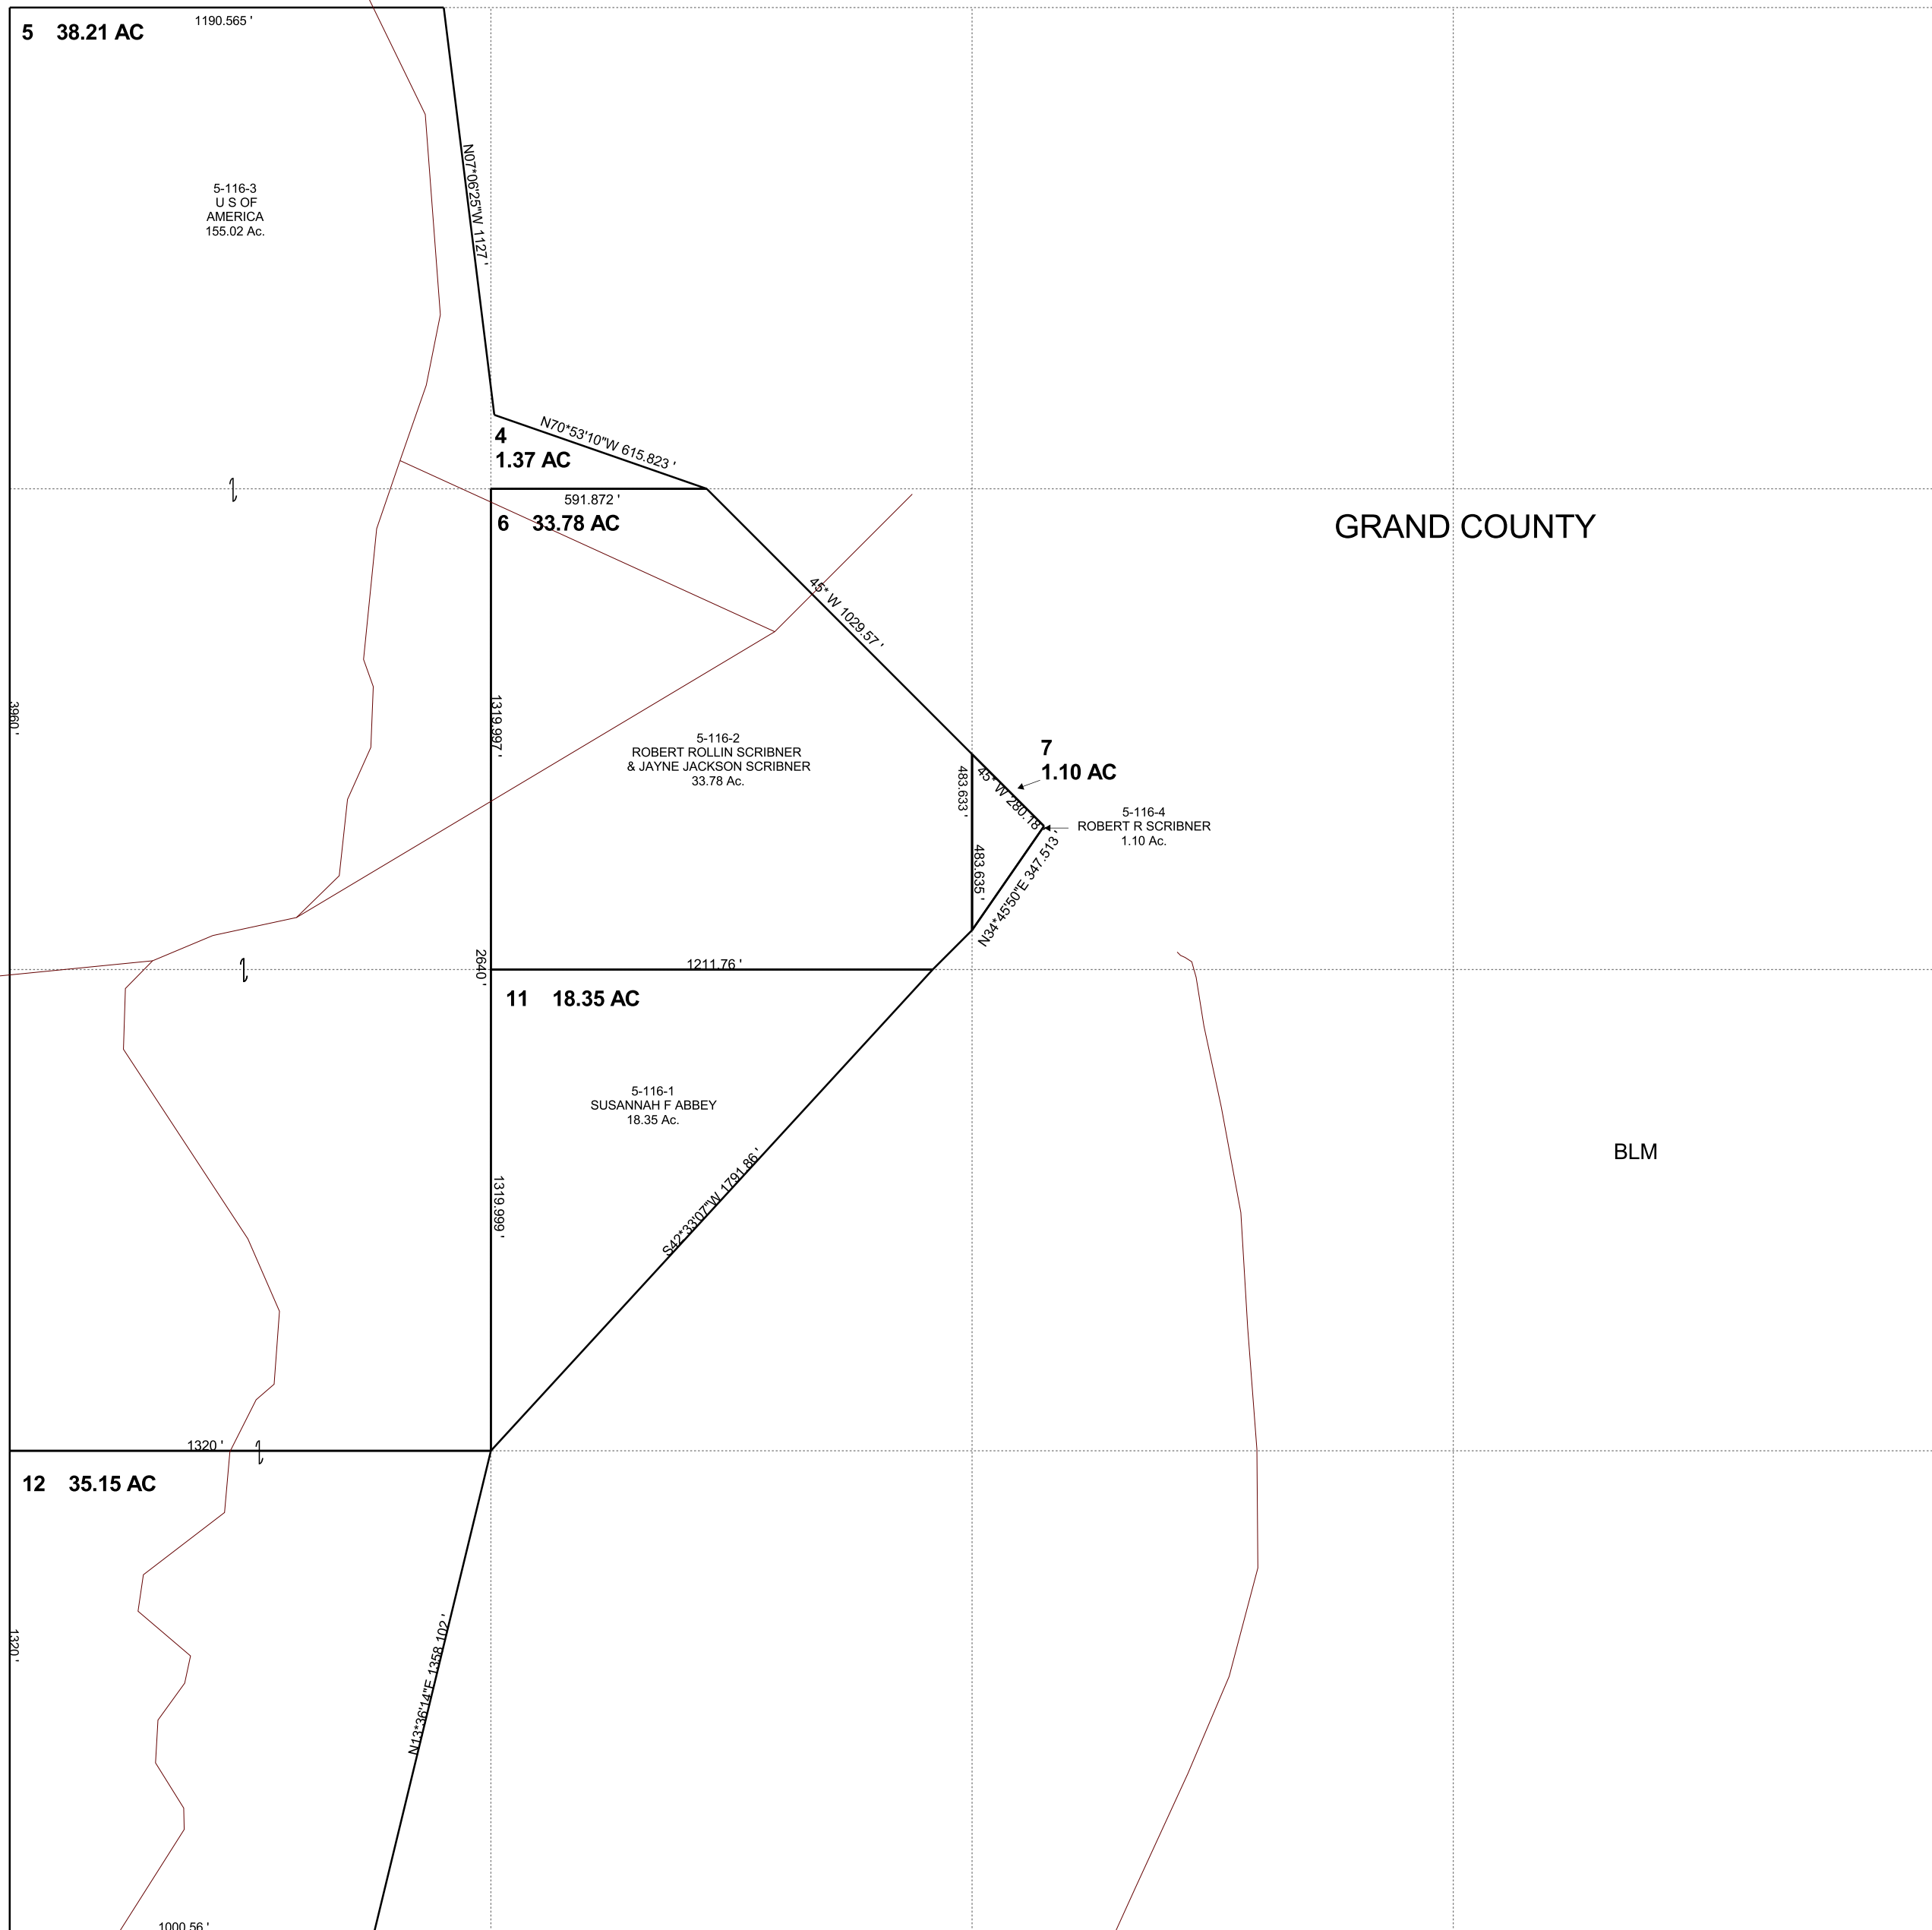 1190.565 '
5 38.21 AC
N07*06'25"W 1127 '
5-116-3
U S OF
AMERICA
155.02 Ac.
N70*53'10"W 615.823 '
4
1.37 AC
591.872 '
6 33.78 AC
GRAND COUNTY
45* W 1029.57 '
3960 '
1319.997 '
5-116-2
ROBERT ROLLIN SCRIBNER
& JAYNE JACKSON SCRIBNER
33.78 Ac.
7
1.10 AC
483.633 '
45* W 280.18 '
5-116-4
ROBERT R SCRIBNER
1.10 Ac.
483.635 '
N34*45'50"E 347.513 '
2640 '
1211.76 '
11 18.35 AC
5-116-1
SUSANNAH F ABBEY
18.35 Ac.
BLM
S42*33'07"W 1791.86 '
1319.999 '
1320 '
12 35.15 AC
1320 '
N13*36'14"E 1358.102 '
1000.56 '